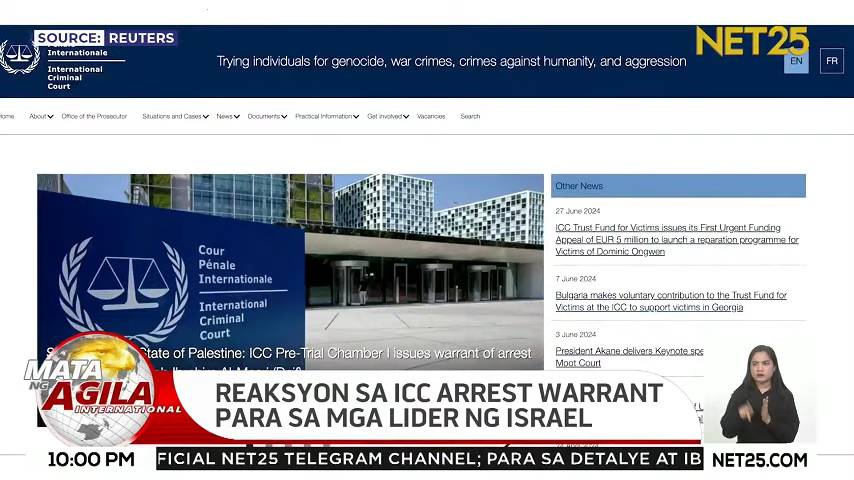 SOURCE: REUTERS
NET25
Pénale
Internationale
International
Criminal
Court
Trying individuals for genocide, war crimes, crimes against humanity, and aggression
EN
FR
Home
About
Office of the Prosecutor
Situations and Cases
News
Documents
Practical Information
Get Involved
Vacancies
Search
Cour
Pénale
Internationale
International
Criminal
Court
State of Palestine: ICC Pre-Trial Chamber I issues warrant of arrest
Other News
27 June 2024
ICC Trust Fund for Victims issues its First Urgent Funding
Appeal of EUR 5 million to launch a reparation programme for
Victims of Dominic Ongwen
7 June 2024
Bulgaria makes voluntary contribution to the Trust Fund for
Victims at the ICC to support victims in Georgia
3 June 2024
President Akane delivers Keynote spe
Moot Court
MATA
NG
AGILA
INTERNATIONAL
REAKSYON SA ICC ARREST WARRANT
PARA SA MGA LIDER NG ISRAEL
10:00 PM
FICIAL NET25 TELEGRAM CHANNEL; PARA SA DETALYE AT IB
NET25.COM